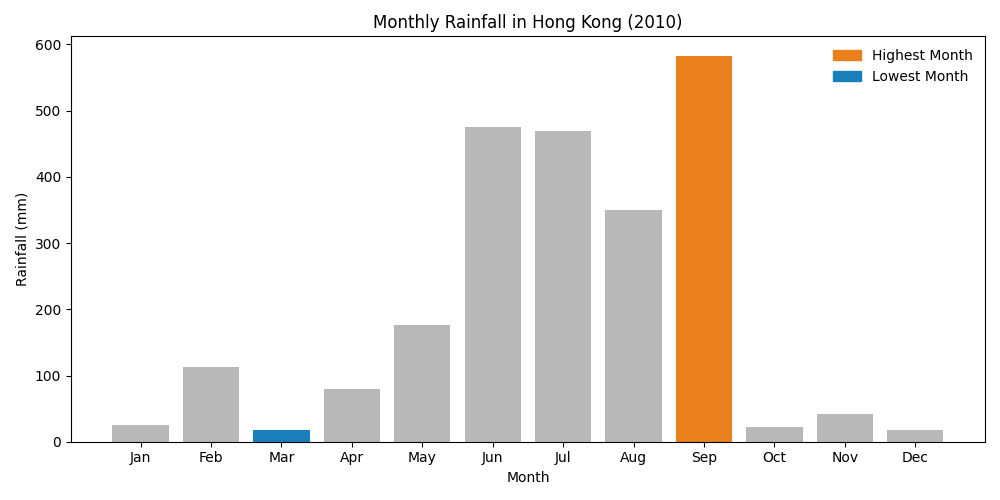 Monthly Rainfall in Hong Kong (2010)
Highest Month
Lowest Month
Rainfall (mm)
600
500
400
300
200
100
0
Jan Feb Mar Apr May Jun Jul Aug Sep Oct Nov Dec
Month